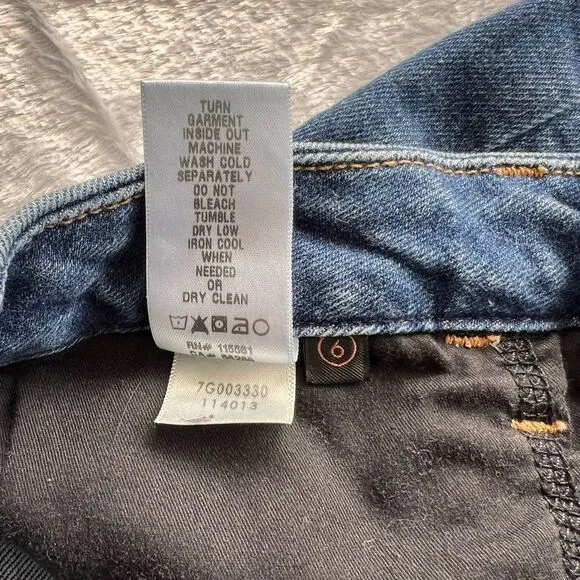 TURN
GARMENT
INSIDE OUT
MACHINE
WASH COLD
SEPARATELY
DO NOT
BLEACH
TUMBLE
DRY LOW
IRON COOL
WHEN
NEEDED
OR
DRY CLEAN
RN# 115581
CA#
7G003330
114013
6